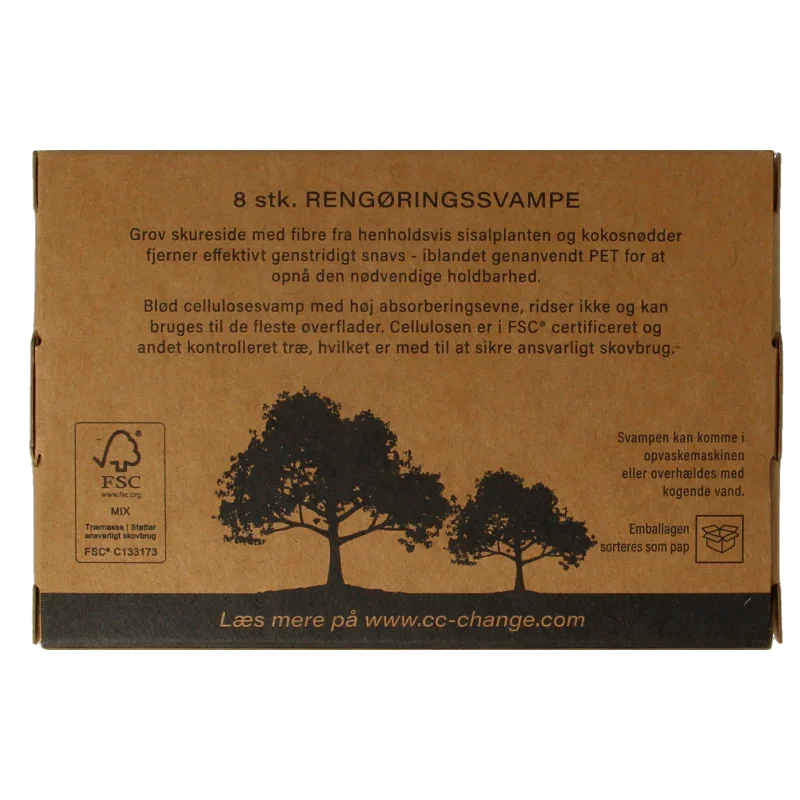 8 stk. RENGØRINGSSVAMPE
Grov skureside med fibre fra henholdsvis sisalplanten og kokosnødder
fjerner effektivt genstridigt snavs - iblandet genanvendt PET for at
opnå den nødvendige holdbarhed.
Blød cellulosesvamp med høj absorberingsevne, ridser ikke og kan
bruges til de fleste overflader. Cellulosen er i FSC® certificeret og
andet kontrolleret træ, hvilket er med til at sikre ansvarligt skovbrug.
FSC
www.fsc.org
MIX
Træmasse | Støtter
ansvarligt skovbrug
FSC® C133173
Svampen kan komme i
opvaskemaskinen
eller overhældes med
kogende vand.
Emballagen
sorteres som pap
Læs mere på www.cc-change.com